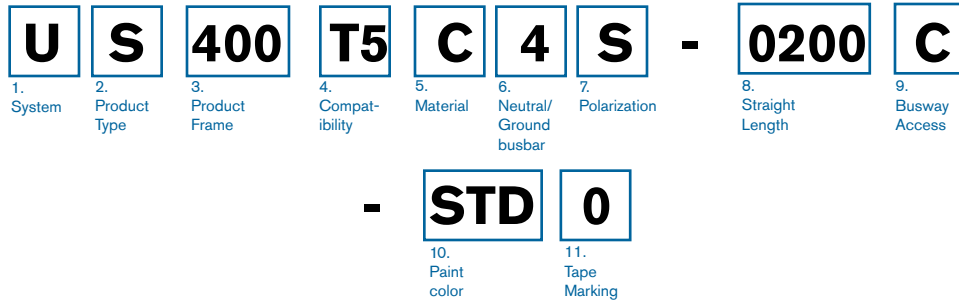 U S 400 T5 C 4 S - 0200 C
1. 2. 3. 4. 5. 6. 7. 8. 9.
System Product Product Compat- Material Neutral/ Polarization Straight Busway
Type Frame ibility Ground Length Access
busbar
- STD 0
10. 11.
Paint Tape
color Marking